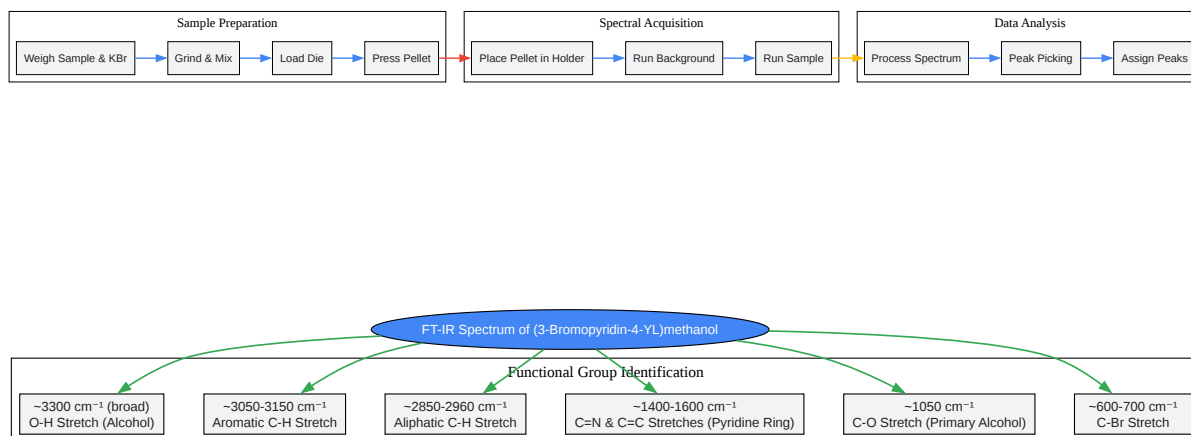 Sample Preparation
Weigh Sample & KBr
Grind & Mix
Load Die
Press Pellet
Spectral Acquisition
Place Pellet in Holder
Run Background
Run Sample
Data Analysis
Process Spectrum
Peak Picking
Assign Peaks
FT-IR Spectrum of (3-Bromopyridin-4-YL)methanol
Functional Group Identification
~3300 cm⁻¹ (broad)
O-H Stretch (Alcohol)
~3050-3150 cm⁻¹
Aromatic C-H Stretch
~2850-2960 cm⁻¹
Aliphatic C-H Stretch
~1400-1600 cm⁻¹
C=N & C=C Stretches (Pyridine Ring)
~1050 cm⁻¹
C-O Stretch (Primary Alcohol)
~600-700 cm⁻¹
C-Br Stretch